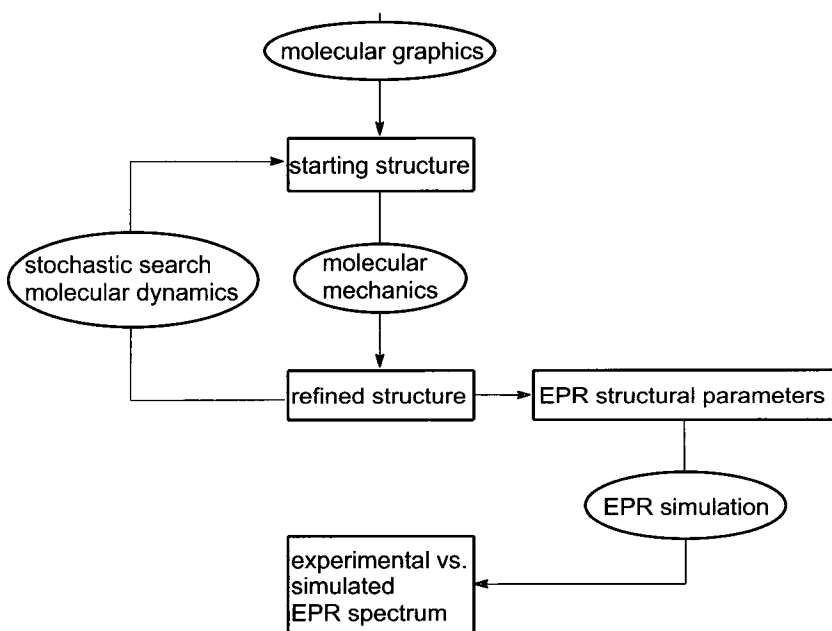 molecular graphics
starting structure
stochastic search
molecular dynamics
molecular
mechanics
refined structure
EPR structural parameters
EPR simulation
experimental vs.
simulated
EPR spectrum